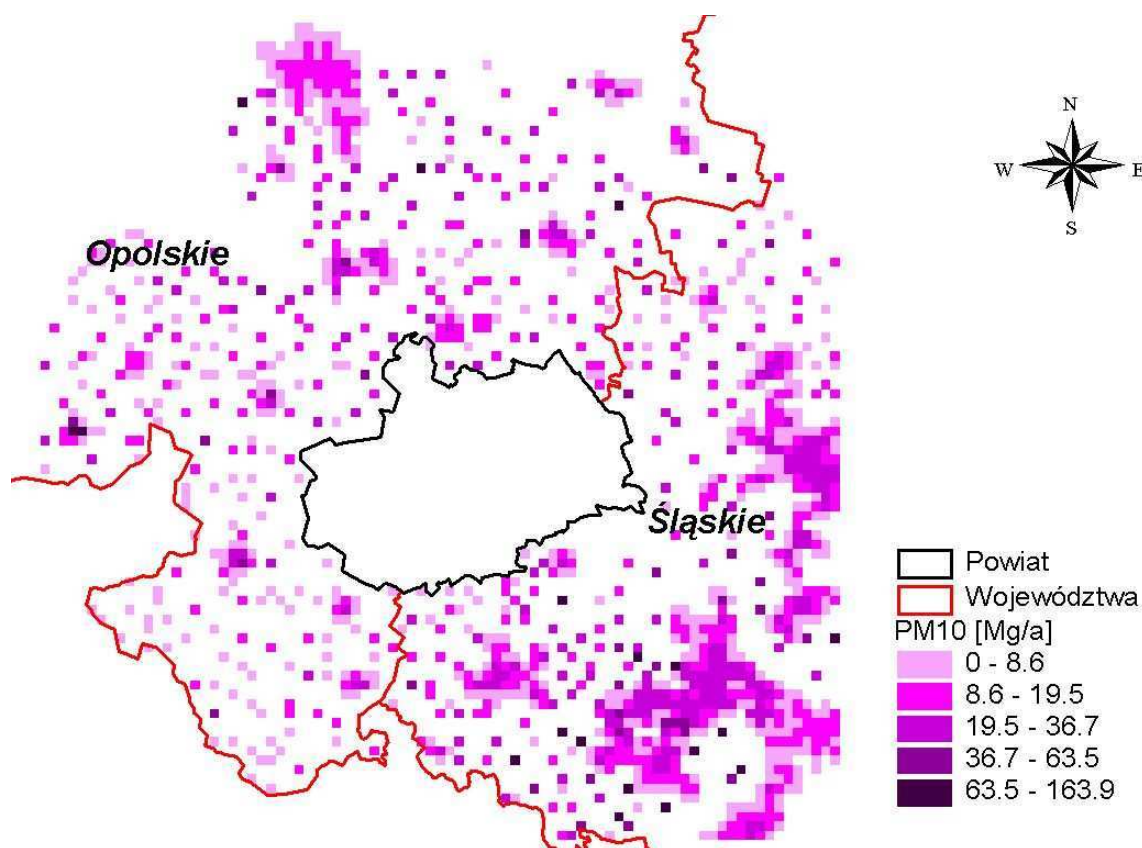 N
W E
S
Opolskie
Śląskie
Powiat
Województwa
PM10 [Mg/a]
0 - 8.6
8.6 - 19.5
19.5 - 36.7
36.7 - 63.5
63.5 - 163.9